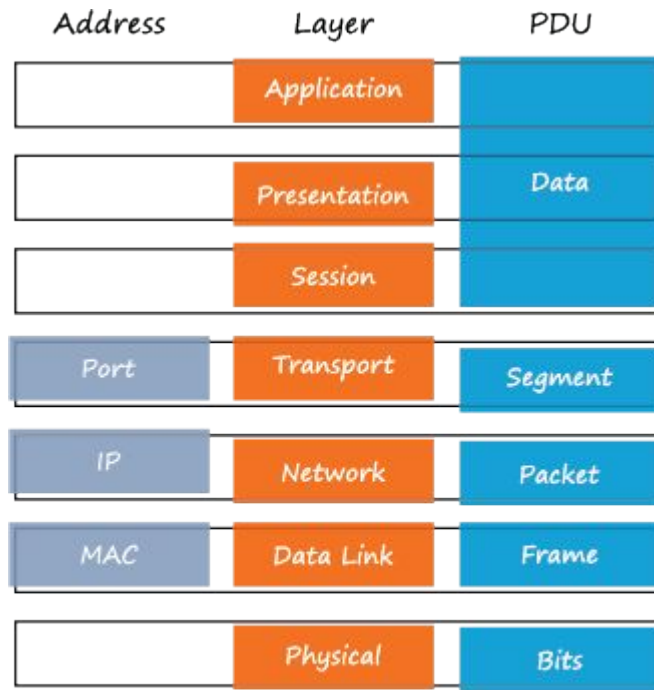 Address Layer PDU
Application
Presentation Data
Session
Port Transport Segment
IP Network Packet
MAC Data Link Frame
Physical Bits